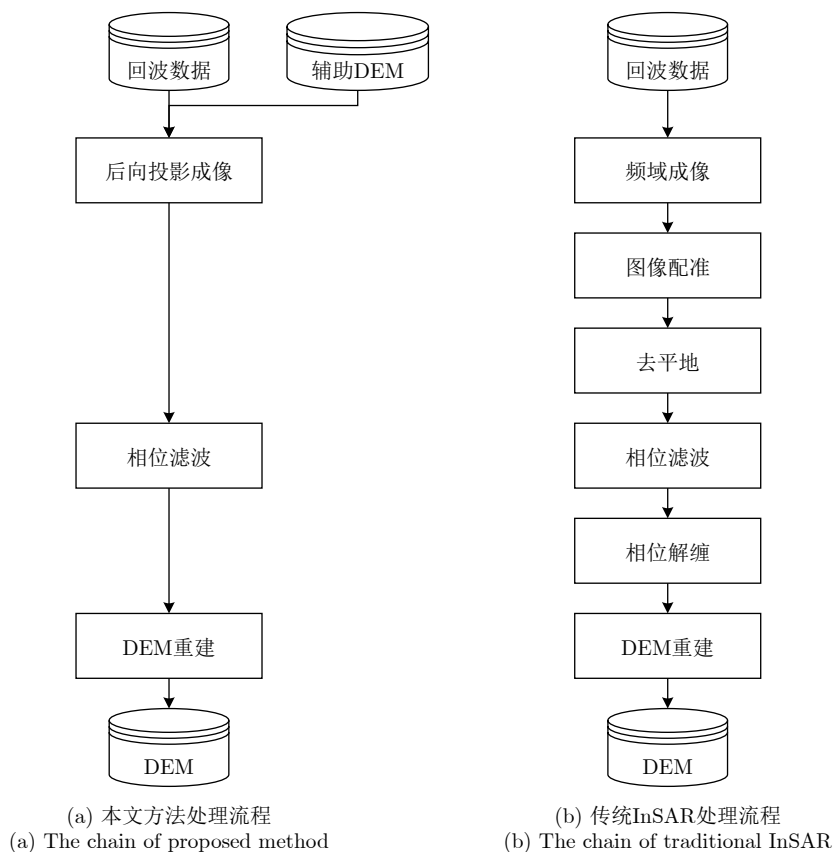 回波数据
辅助DEM
后向投影成像
相位滤波
DEM重建
DEM
(a) 本文方法处理流程
(a) The chain of proposed method
回波数据
频域成像
图像配准
去平地
相位滤波
相位解缠
DEM重建
DEM
(b) 传统InSAR处理流程
(b) The chain of traditional InSAR